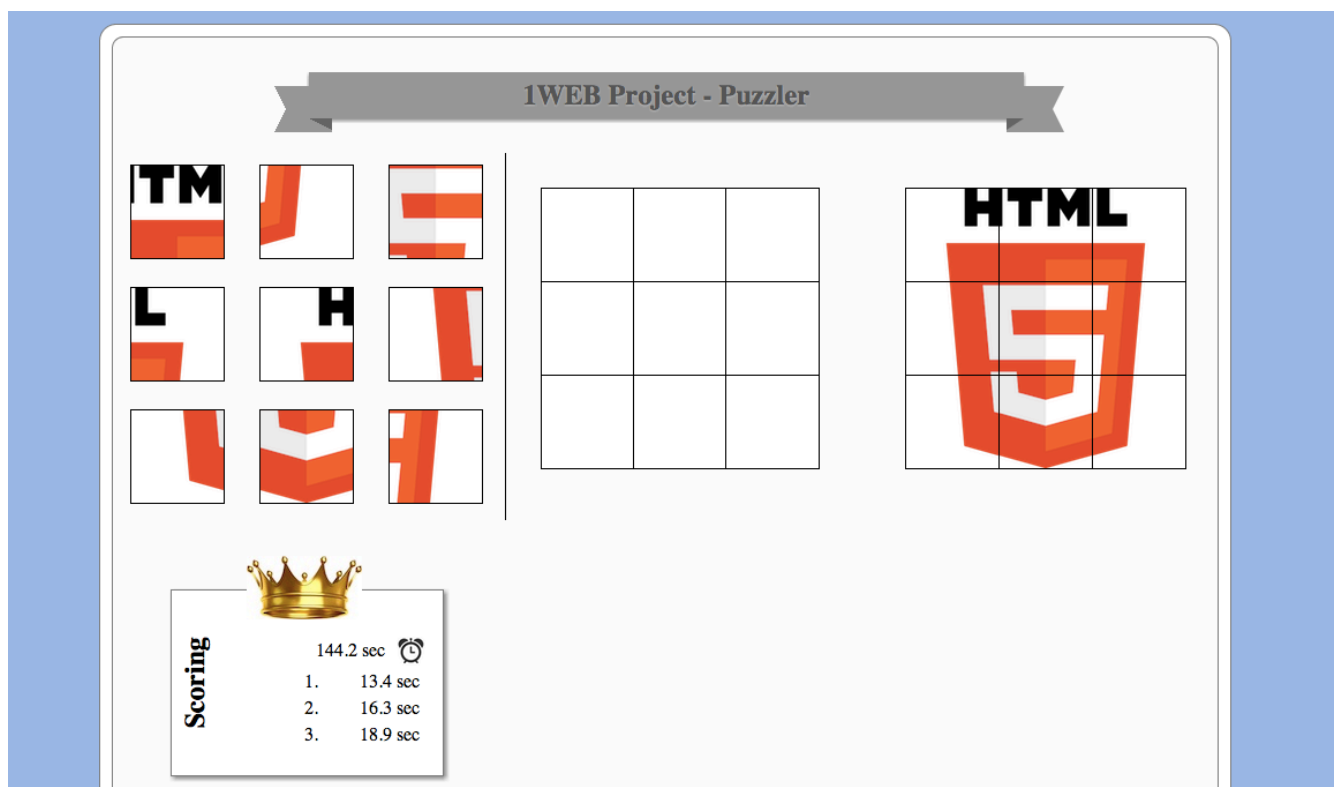 1WEB Project - Puzzler
TM
L
H
HTML
Scoring
144.2 sec
1. 13.4 sec
2. 16.3 sec
3. 18.9 sec